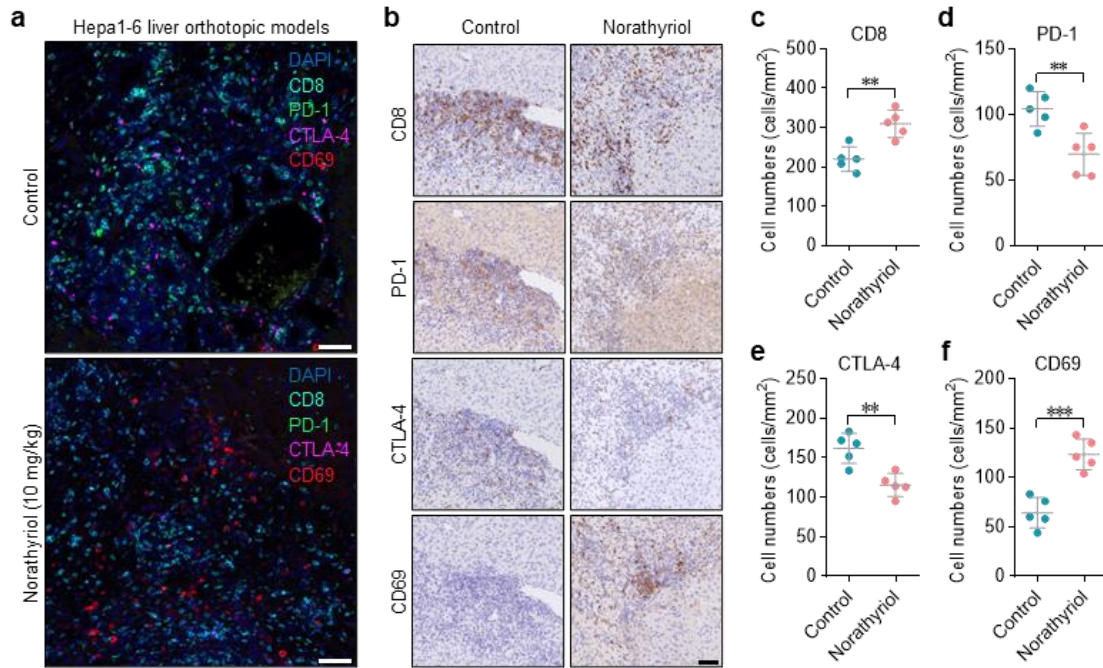 a
Hepa1-6 liver orthotopic models
Control
DAPI
CD8
PD-1
CTLA-4
CD69
Norathyriol (10 mg/kg)
DAPI
CD8
PD-1
CTLA-4
CD69
b
Control
Norathyriol
CD8
PD-1
CTLA-4
CD69
c
CD8
Cell numbers (cells/mm²)
500
400
300
200
100
0
**
Control
Norathyriol
d
PD-1
Cell numbers (cells/mm²)
150
100
50
0
**
Control
Norathyriol
e
CTLA-4
Cell numbers (cells/mm²)
250
200
150
100
50
0
**
Control
Norathyriol
f
CD69
Cell numbers (cells/mm²)
200
150
100
50
0
***
Control
Norathyriol